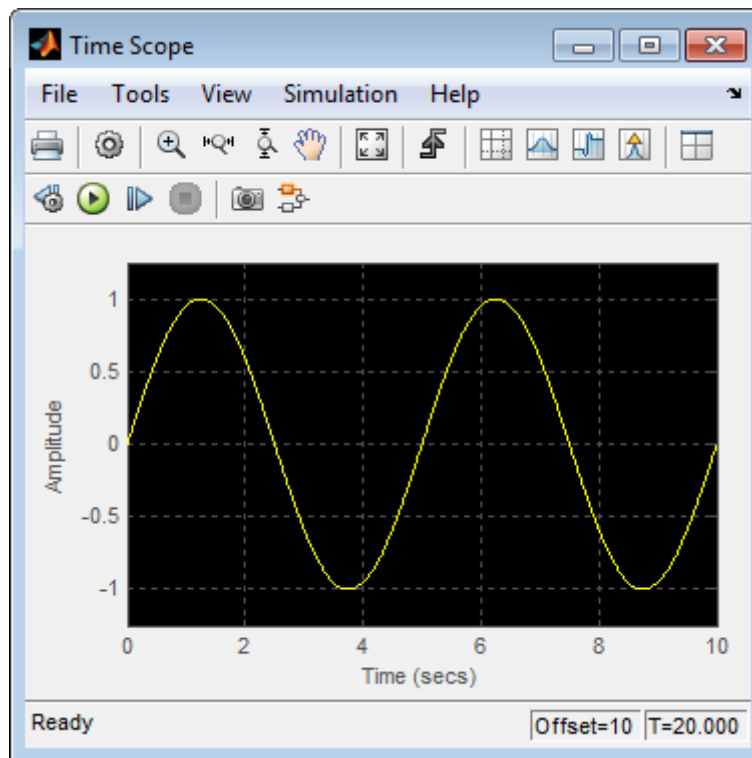 Time Scope
File Tools View Simulation Help
1
0.5
0
-0.5
-1
Amplitude
0 2 4 6 8 10
Time (secs)
Ready Offset=10 T=20.000